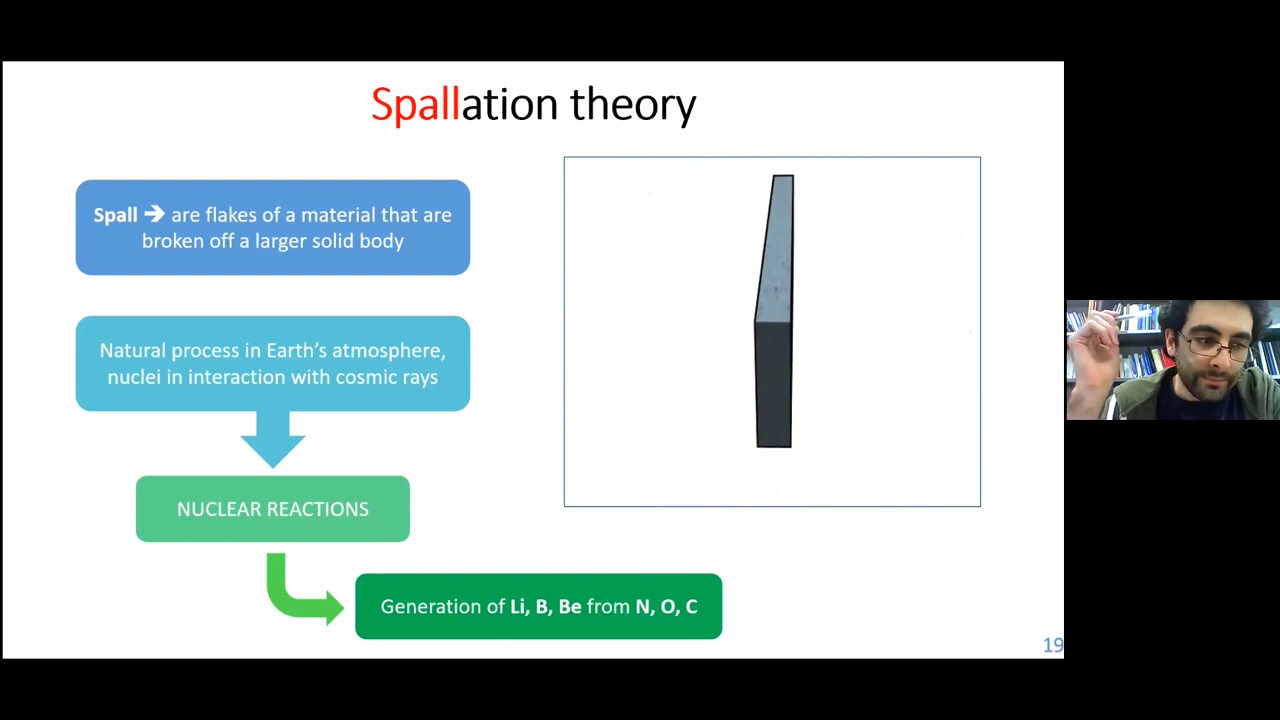 Spallation theory
Spall ➔ are flakes of a material that are
broken off a larger solid body
Natural process in Earth’s atmosphere,
nuclei in interaction with cosmic rays
NUCLEAR REACTIONS
Generation of Li, B, Be from N, O, C
19